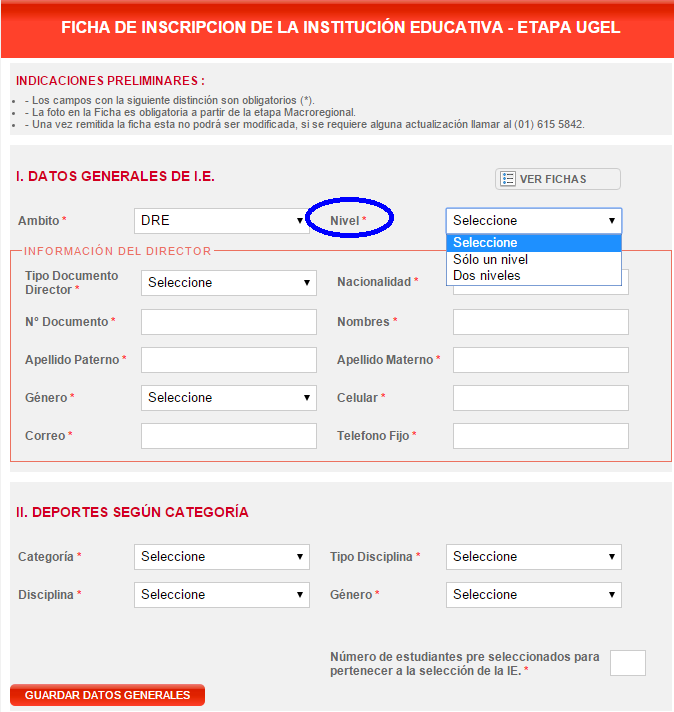 FICHA DE INSCRIPCION DE LA INSTITUCIÓN EDUCATIVA - ETAPA UGEL
INDICACIONES PRELIMINARES :
- Los campos con la siguiente distinción son obligatorios (*).
- La foto en la Ficha es obligatoria a partir de la etapa Macroregional.
- Una vez remitida la ficha esta no podrá ser modificada, si se requiere alguna actualización llamar al (01) 615 5842.
I. DATOS GENERALES DE I.E.
VER FICHAS
Ambito * DRE Nivel * Seleccione
Seleccione
Sólo un nivel
Dos niveles
INFORMACIÓN DEL DIRECTOR
Tipo Documento
Director * Seleccione Nacionalidad *
N° Documento * Nombres *
Apellido Paterno * Apellido Materno *
Género * Seleccione Celular *
Correo * Telefono Fijo *
II. DEPORTES SEGÚN CATEGORÍA
Categoría * Seleccione Tipo Disciplina * Seleccione
Disciplina * Seleccione Género * Seleccione
Número de estudiantes pre seleccionados para
pertenecer a la selección de la IE. *
GUARDAR DATOS GENERALES